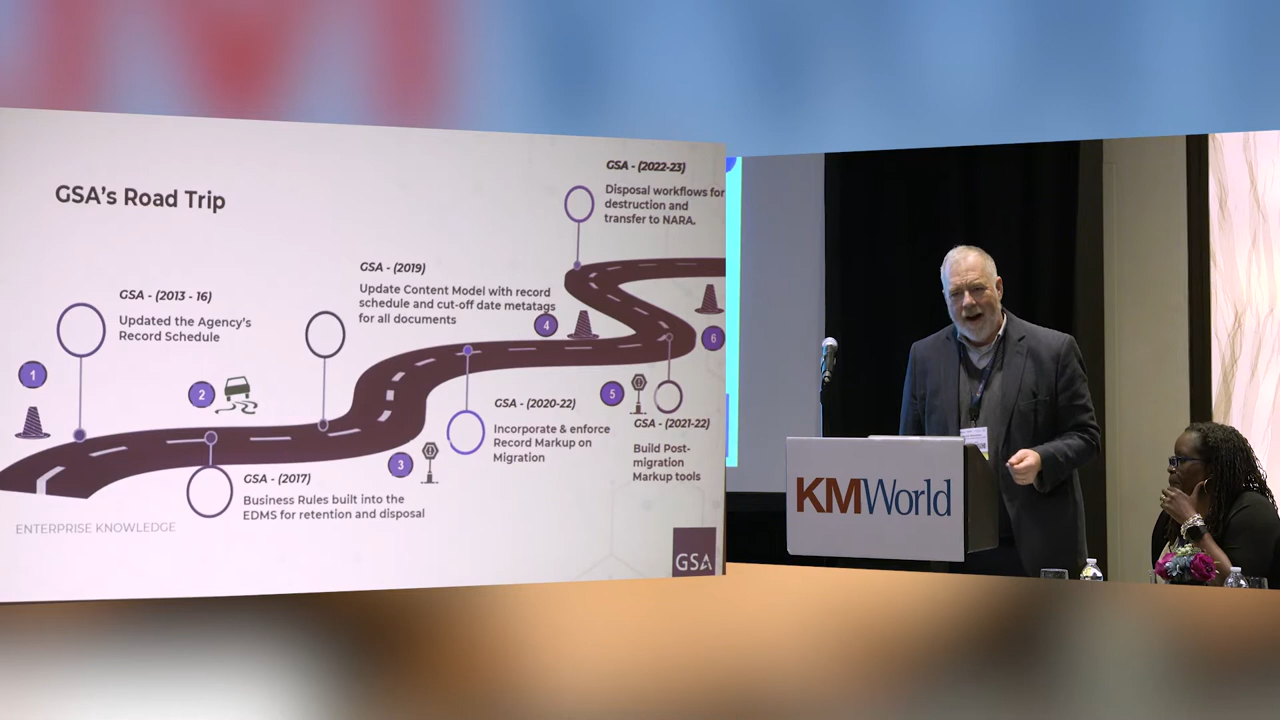 GSA's Road Trip
GSA - (2013 - 16)
Updated the Agency's
Record Schedule
1
2
GSA - (2017)
Business Rules built into the
EDMS for retention and disposal
GSA - (2019)
Update Content Model with record
schedule and cut-off date metatags
for all documents
3
4
GSA - (2020-22)
Incorporate & enforce
Record Markup on
Migration
5
GSA - (2021-22)
Build Post-
migration
Markup tools
GSA - (2022-23)
Disposal workflows for
destruction and
transfer to NARA.
6
ENTERPRISE KNOWLEDGE
GSA
KMWorld